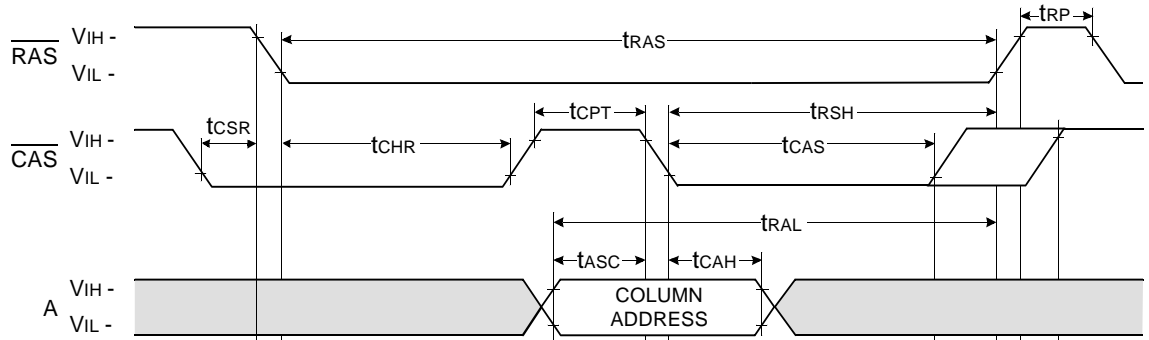 RAS
VIH -
VIL -
tRAS
tRP
CAS
VIH -
VIL -
tCSR
tCHR
tCPT
tRSH
tCAS
tRAL
A
VIH -
VIL -
tASC
tCAH
COLUMN
ADDRESS